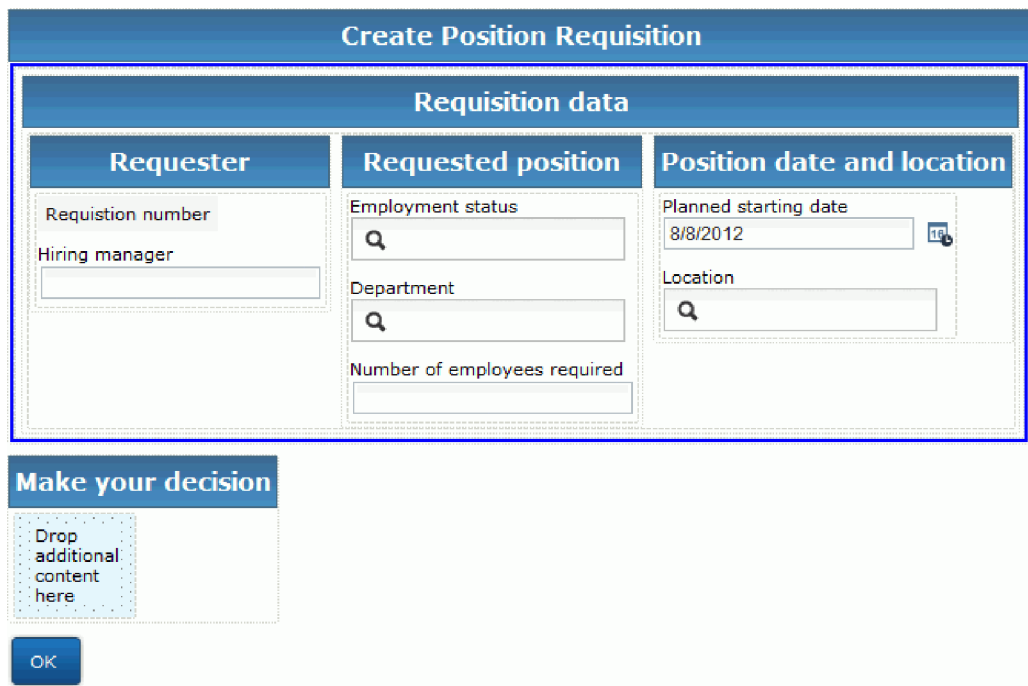 Create Position Requisition
Requisition data
Requester
Requistion number
Hiring manager
Requested position
Employment status
Department
Number of employees required
Position date and location
Planned starting date
8/8/2012
16
Location
Make your decision
Drop
additional
content
here
OK